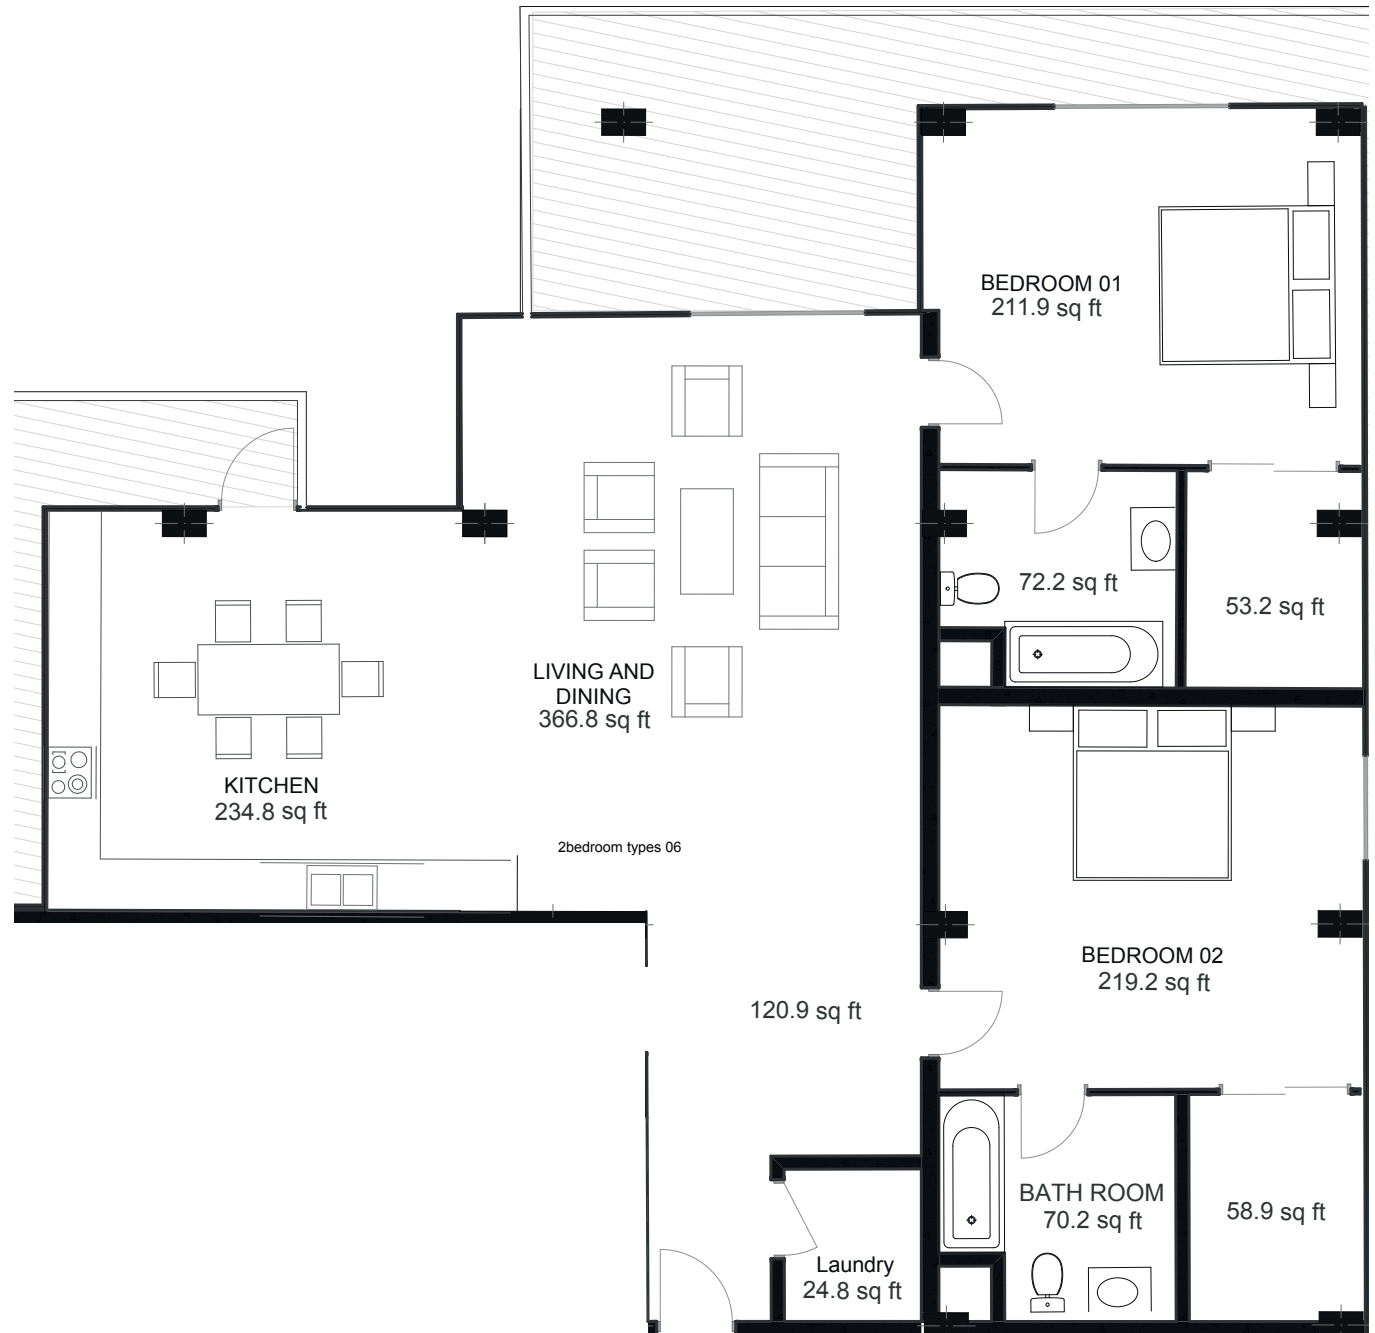 BEDROOM 01
211.9 sq ft
72.2 sq ft
53.2 sq ft
LIVING AND
DINING
366.8 sq ft
KITCHEN
234.8 sq ft
2bedroom types 06
BEDROOM 02
219.2 sq ft
120.9 sq ft
BATH ROOM
70.2 sq ft
58.9 sq ft
Laundry
24.8 sq ft